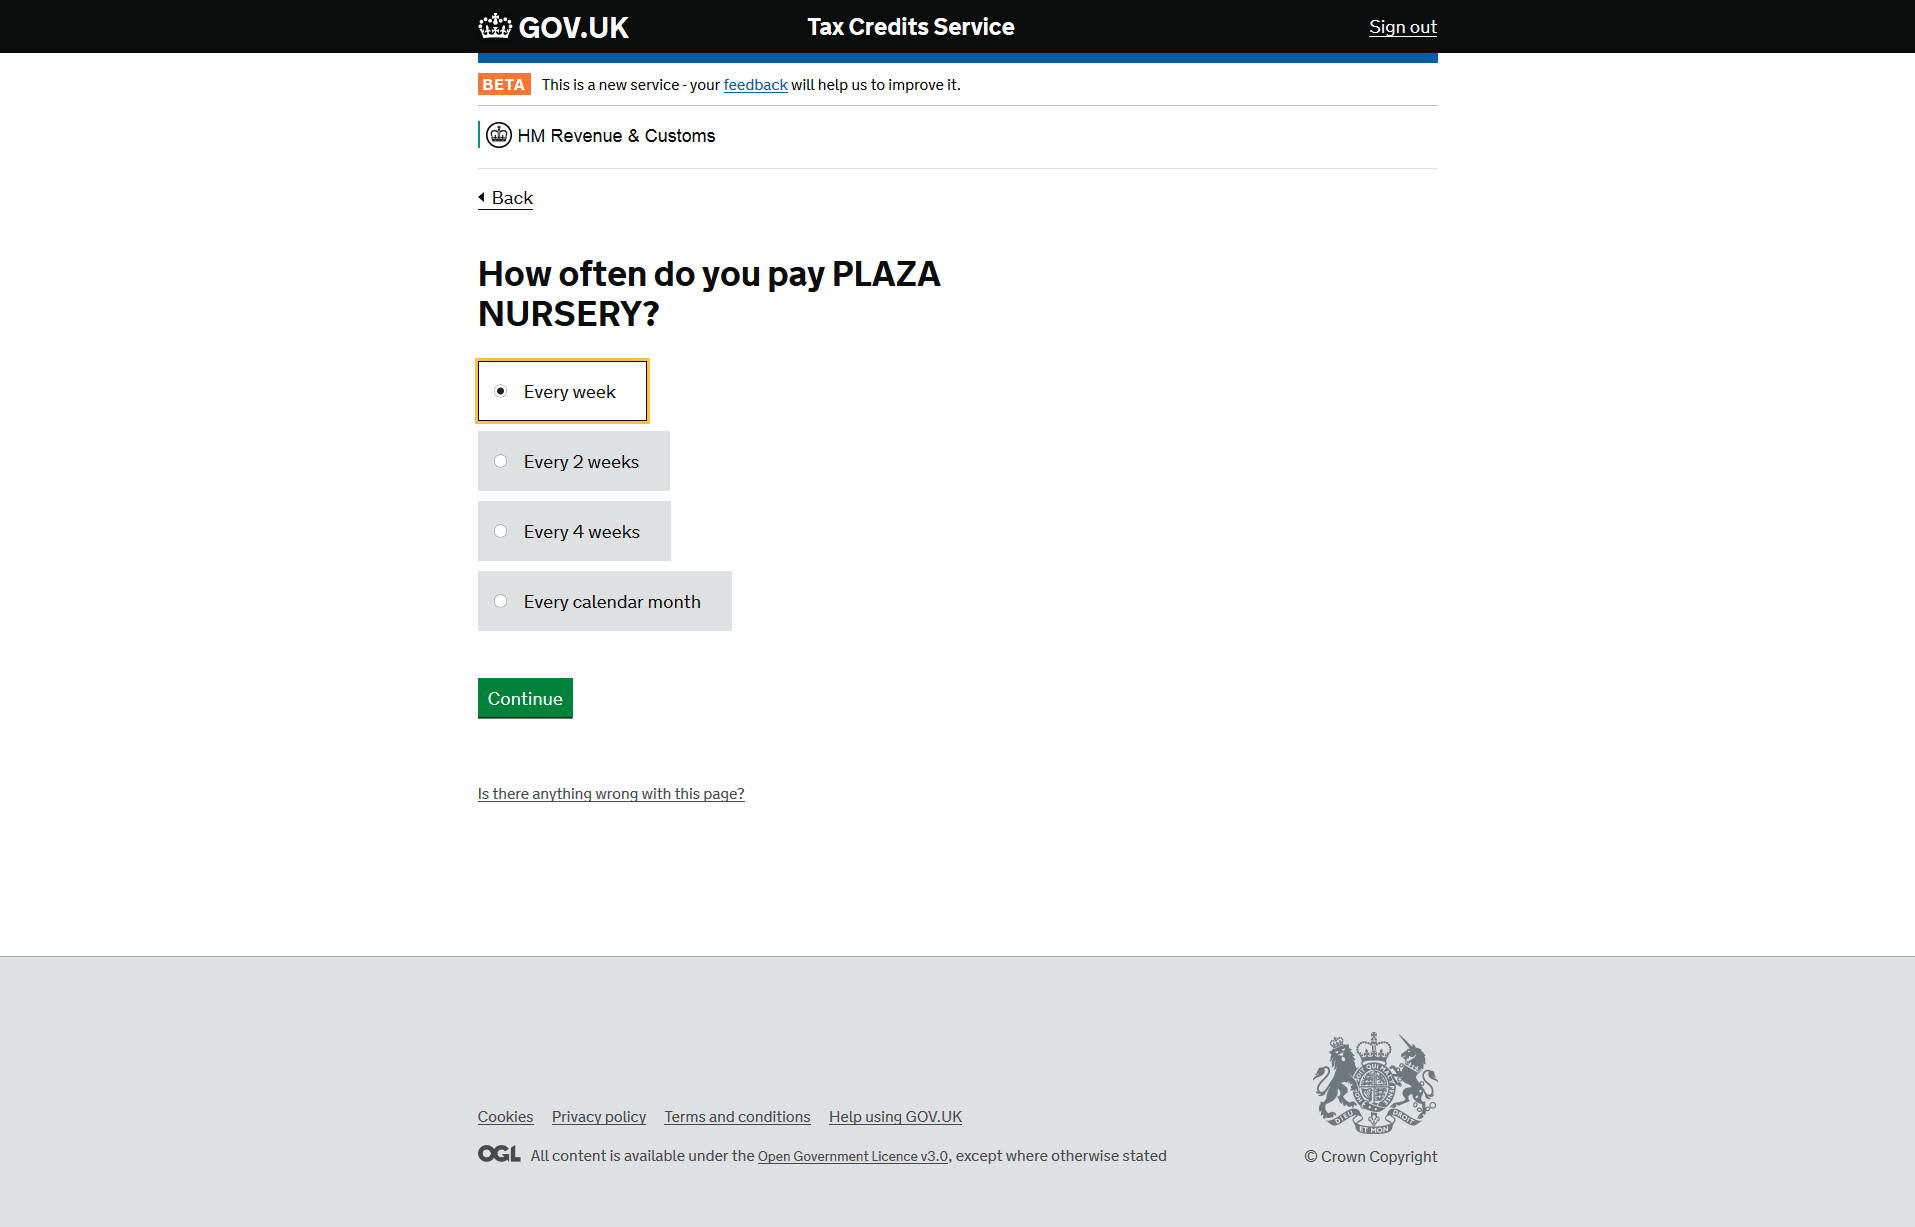 GOV.UK
Tax Credits Service
Sign out
BETA This is a new service - your feedback will help us to improve it.
HM Revenue & Customs
Back
How often do you pay PLAZA
NURSERY?
Every week
Every 2 weeks
Every 4 weeks
Every calendar month
Continue
Is there anything wrong with this page?
Cookies Privacy policy Terms and conditions Help using GOV.UK
OGL All content is available under the Open Government Licence v3.0, except where otherwise stated
DIEU ET MON DROIT
© Crown Copyright